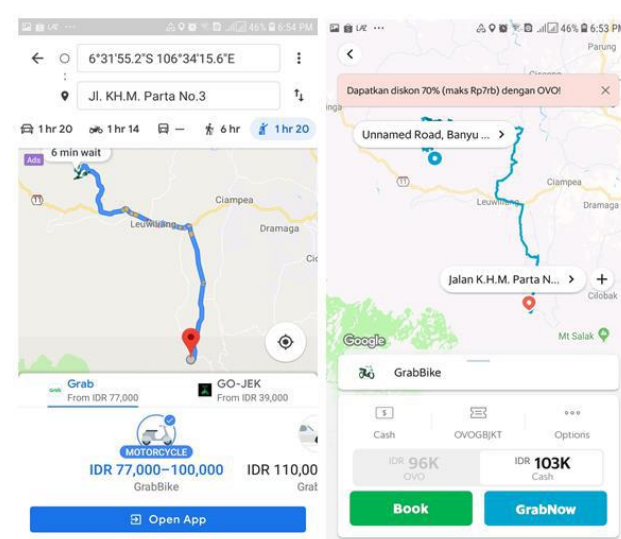 46% 6:54 PM
6°31'55.2"S 106°34'15.6"E
Jl. KH.M. Parta No.3
1 hr 20 1 hr 14 — 6 hr 1 hr 20
Ads
6 min wait
11
Ciampea
Leuwiliang
Dramaga
Grab
From IDR 77,000
GO-JEK
From IDR 39,000
MOTORCYCLE
IDR 77,000–100,000
GrabBike
IDR 110,00
Grab
Open App
46% 6:53 PM
Parung
Dapatkan diskon 70% (maks Rp7rb) dengan OVO!
Unnamed Road, Banyu ...
11
Ciampea
Dramaga
Jalan K.H.M. Parta N...
Cilobak
Google
Mt Salak
GrabBike
Cash
OVOGBJKT
Options
IDR 96K
OVO
IDR 103K
Cash
Book
GrabNow